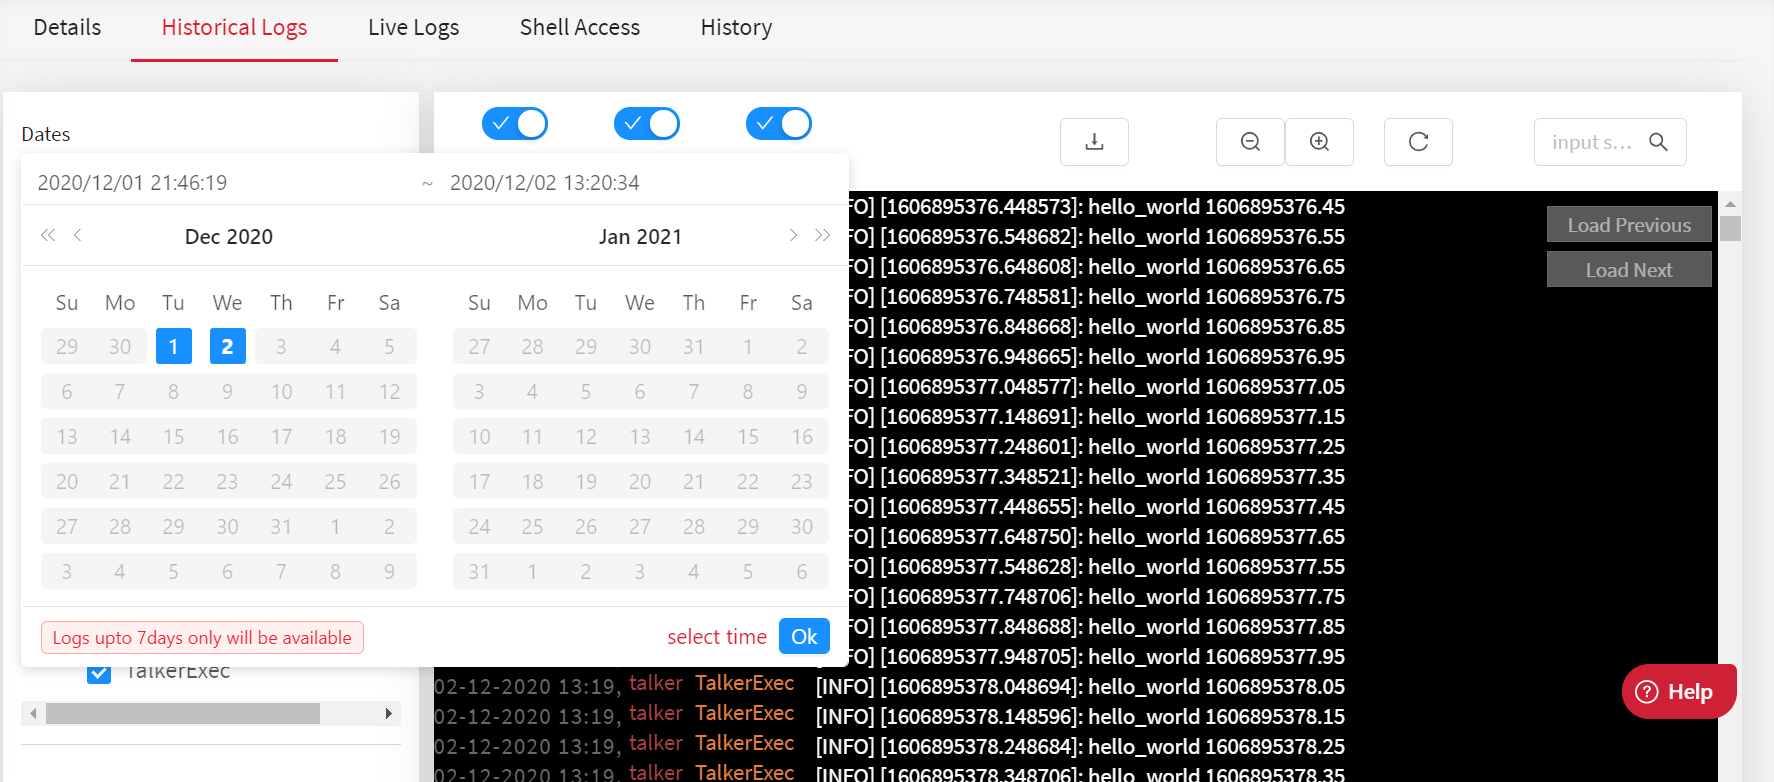 Details Historical Logs Live Logs Shell Access History
Dates
input s...
2020/12/01 21:46:19 ~ 2020/12/02 13:20:34
Dec 2020
Su Mo Tu We Th Fr Sa
29 30 1 2 3 4 5
6 7 8 9 10 11 12
13 14 15 16 17 18 19
20 21 22 23 24 25 26
27 28 29 30 31 1 2
3 4 5 6 7 8 9
Jan 2021
Su Mo Tu We Th Fr Sa
27 28 29 30 31 1 2
3 4 5 6 7 8 9
10 11 12 13 14 15 16
17 18 19 20 21 22 23
24 25 26 27 28 29 30
31 1 2 3 4 5 6
Logs upto 7days only will be available
select time Ok
TalkerExec
FO] [1606895376.448573]: hello_world 1606895376.45
FO] [1606895376.548682]: hello_world 1606895376.55
FO] [1606895376.648608]: hello_world 1606895376.65
FO] [1606895376.748581]: hello_world 1606895376.75
FO] [1606895376.848668]: hello_world 1606895376.85
FO] [1606895376.948665]: hello_world 1606895376.95
FO] [1606895377.048577]: hello_world 1606895377.05
FO] [1606895377.148691]: hello_world 1606895377.15
FO] [1606895377.248601]: hello_world 1606895377.25
FO] [1606895377.348521]: hello_world 1606895377.35
FO] [1606895377.448655]: hello_world 1606895377.45
FO] [1606895377.648750]: hello_world 1606895377.65
FO] [1606895377.548628]: hello_world 1606895377.55
FO] [1606895377.748706]: hello_world 1606895377.75
FO] [1606895377.848688]: hello_world 1606895377.85
FO] [1606895377.948705]: hello_world 1606895377.95
02-12-2020 13:19, talker TalkerExec [INFO] [1606895378.048694]: hello_world 1606895378.05
02-12-2020 13:19, talker TalkerExec [INFO] [1606895378.148596]: hello_world 1606895378.15
02-12-2020 13:19, talker TalkerExec [INFO] [1606895378.248684]: hello_world 1606895378.25
02-12-2020 13:19, talker TalkerExec [INFO] [1606895378.348706]: hello_world 1606895378.35
Load Previous
Load Next
Help